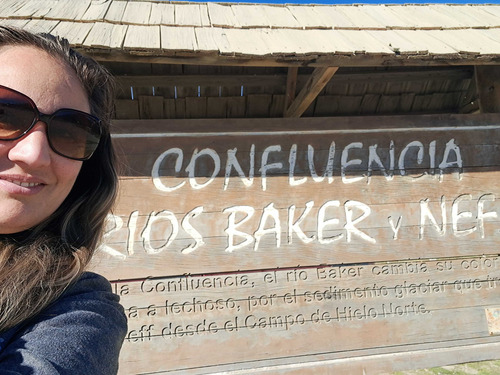 CONFLUENCIA
RIOS BAKER Y NEF
la Confluencia, el río Baker cambia su color
a a lechoso, por el sedimento glaciar que
eff desde el Campo de Hielo Norte.